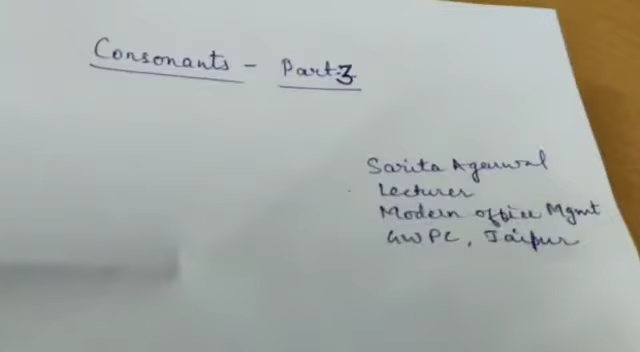 Consonants - Part-3
Sarita Agarwal
Lecturer
Modern office Mgmt
GWPC, Jaipur